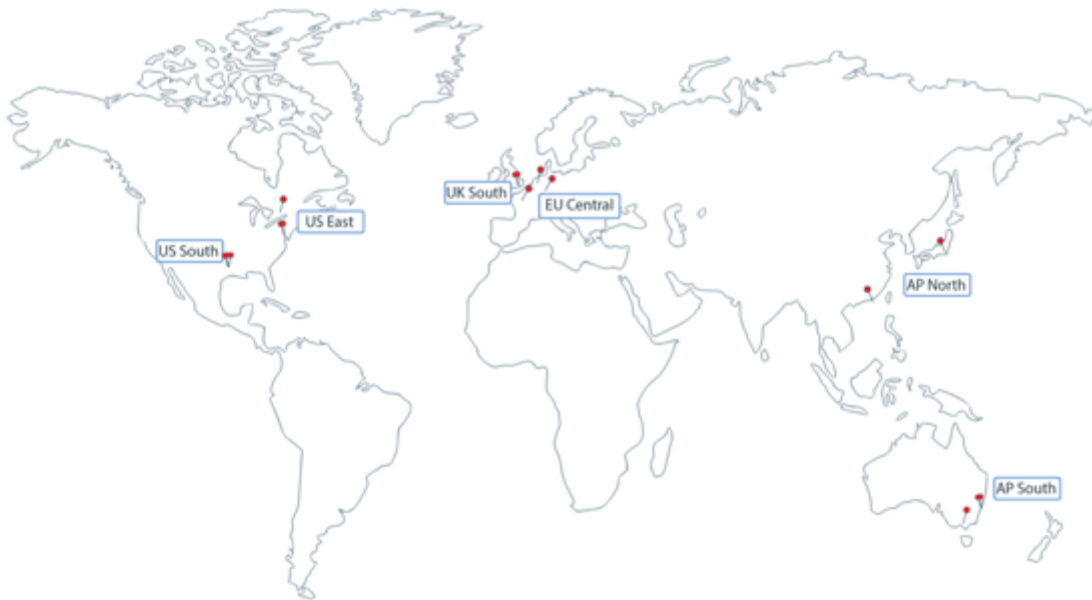 UK South
EU Central
US East
US South
AP North
AP South